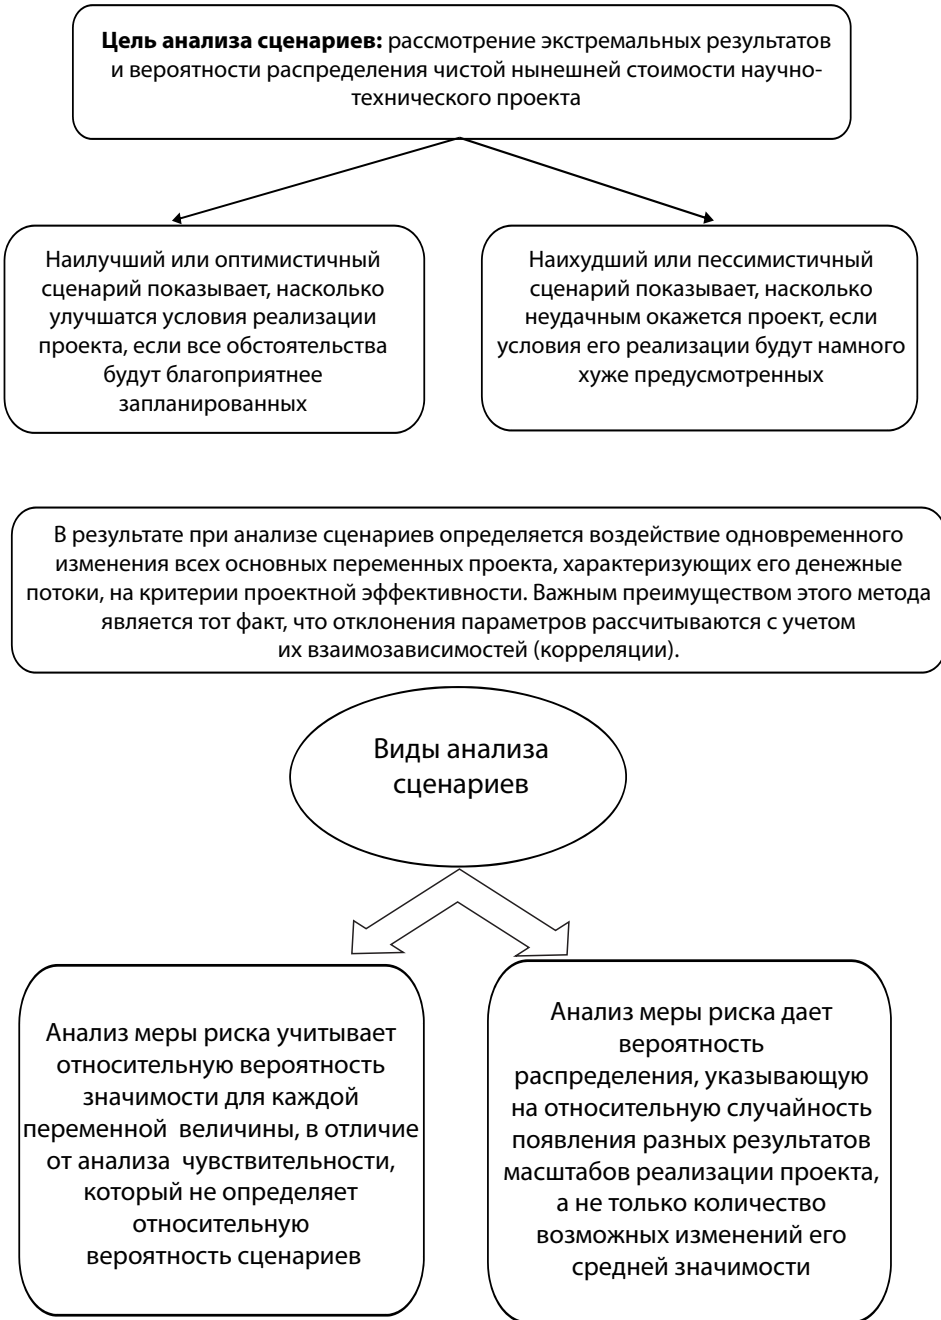 Цель анализа сценариев: рассмотрение экстремальных результатов
и вероятности распределения чистой нынешней стоимости научно-
технического проекта
Наилучший или оптимистичный
сценарий показывает, насколько
улучшатся условия реализации
проекта, если все обстоятельства
будут благоприятнее
запланированных
Наихудший или пессимистичный
сценарий показывает, насколько
неудачным окажется проект, если
условия его реализации будут намного
хуже предусмотренных
В результате при анализе сценариев определяется воздействие одновременного
изменения всех основных переменных проекта, характеризующих его денежные
потоки, на критерии проектной эффективности. Важным преимуществом этого метода
является тот факт, что отклонения параметров рассчитываются с учетом
их взаимозависимостей (корреляции).
Виды анализа
сценариев
Анализ меры риска учитывает
относительную вероятность
значимости для каждой
переменной величины, в отличие
от анализа чувствительности,
который не определяет
относительную
вероятность сценариев
Анализ меры риска дает
вероятность
распределения, указывающую
на относительную случайность
появления разных результатов
масштабов реализации проекта,
а не только количество
возможных изменений его
средней значимости